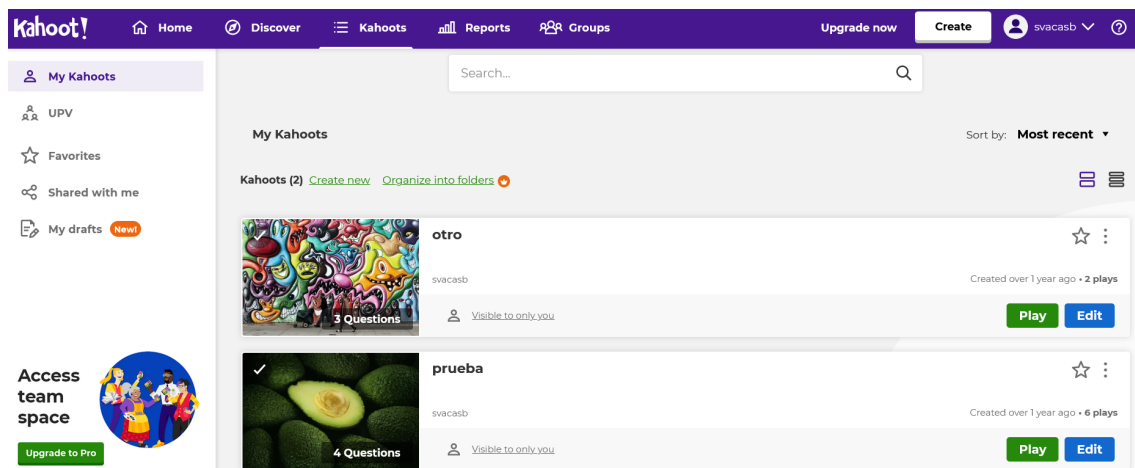 Kahoot! Home Discover Kahoots Reports Groups Upgrade now Create svacasb ?
My Kahoots
UPV
Favorites
Shared with me
My drafts New!
Access
team
space
Upgrade to Pro
Search...
My Kahoots Sort by: Most recent
Kahoots (2) Create new Organize into folders
otro
svacasb Created over 1 year ago • 2 plays
3 Questions Visible to only you Play Edit
prueba
svacasb Created over 1 year ago • 6 plays
4 Questions Visible to only you Play Edit